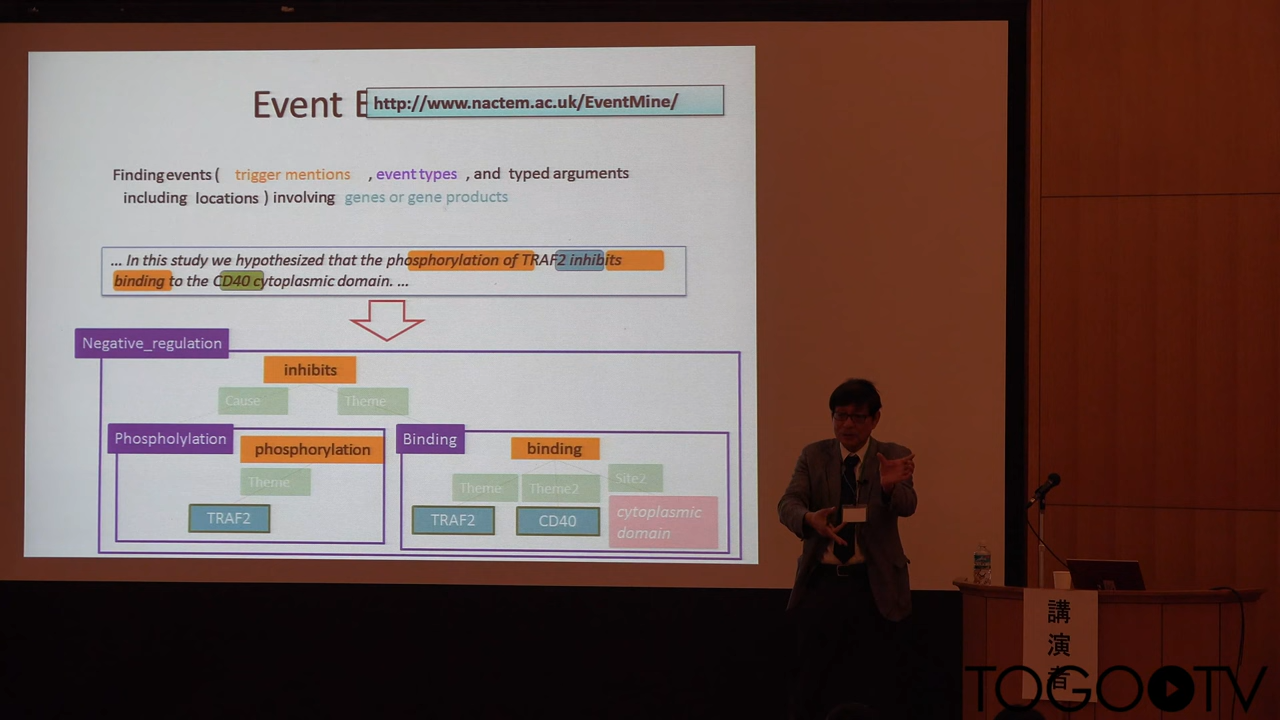 Event E
http://www.nactem.ac.uk/EventMine/
Finding events ( trigger mentions , event types , and typed arguments
including locations ) involving genes or gene products
... In this study we hypothesized that the phosphorylation of TRAF2 inhibits
binding to the CD40 cytoplasmic domain. ...
Negative_regulation
inhibits
Cause Theme
Phospholylation
phosphorylation
Theme
TRAF2
Binding
binding
Theme Theme2 Site2
TRAF2 CD40 cytoplasmic
domain
講
演
者
TOGOTV